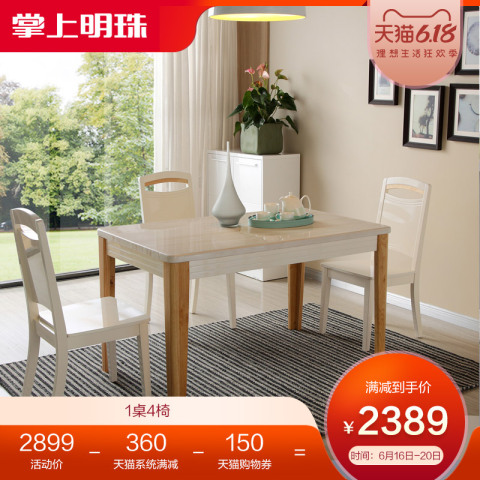 掌上明珠
天猫6.18
理想生活狂欢季
1桌4椅
2899 - 360 - 150 =
活动价 天猫系统满减 天猫购物券
满减到手价
¥2389
时间：6月16日-20日